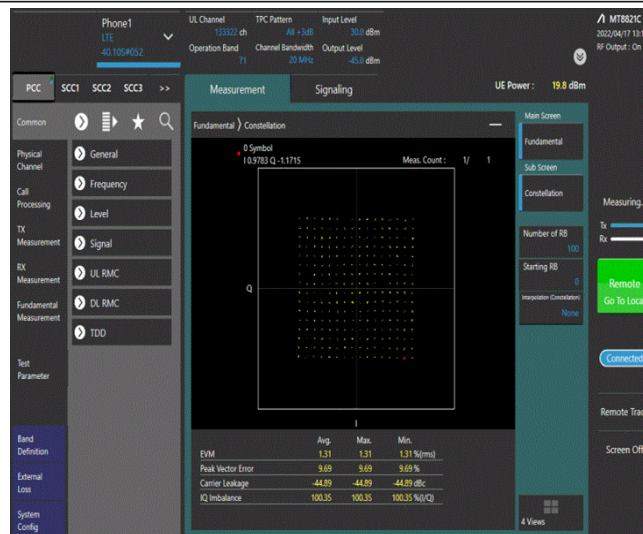 Phone1
LTE
40.10S#052
UL Channel TPC Pattern Input Level
133322 ch All +3dB 30.0 dBm
Operation Band Channel Bandwidth Output Level
71 20 MHz -45.0 dBm
MT8821C
2022/04/17 13:1
RF Output : On
PCC SCC1 SCC2 SCC3 >>
Measurement Signaling
UE Power : 19.8 dBm
Common
Physical
Channel
Call
Processing
TX
Measurement
RX
Measurement
Fundamental
Measurement
Test
Parameter
Band
Definition
External
Loss
System
Config
General
Frequency
Level
Signal
UL RMC
DL RMC
TDD
Fundamental 〉 Constellation
0 Symbol
I 0.9783 Q -1.1715 Meas. Count : 1/ 1
Q
I
Avg. Max. Min.
EVM 1.31 1.31 1.31 %(rms)
Peak Vector Error 9.69 9.69 9.69 %
Carrier Leakage -44.89 -44.89 -44.89 dBc
IQ Imbalance 100.35 100.35 100.35 %(I/Q)
Main Screen
Fundamental
Sub Screen
Constellation
Number of RB
100
Starting RB
0
Interpolation (Constellation)
None
4 Views
Measuring.
Tx
Rx
Remote
Go To Loca
Connected
Remote Trac
Screen Off